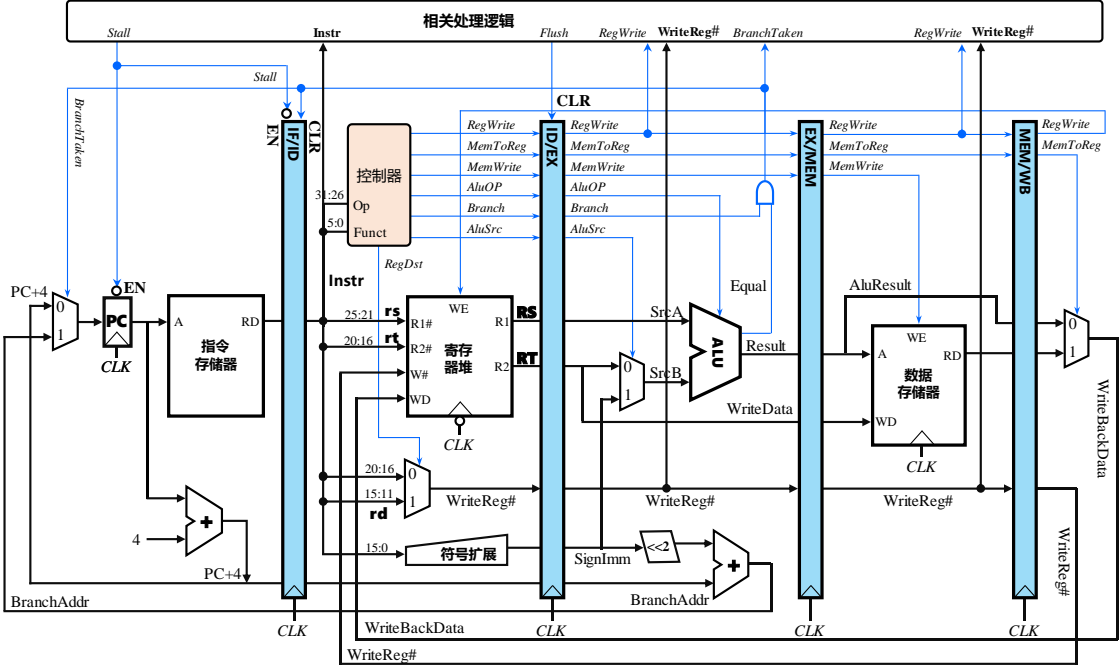 相关处理逻辑
Stall
Instr
Flush
RegWrite
WriteReg#
BranchTaken
RegWrite
WriteReg#
Stall
BranchTaken
EN
CLR
IF/ID
CLR
ID/EX
EX/MEM
MEM/WB
控制器
31:26
Op
5:0
Funct
RegWrite
MemToReg
MemWrite
AluOP
Branch
AluSrc
RegDst
RegWrite
MemToReg
MemWrite
AluOP
Branch
AluSrc
RegWrite
MemToReg
MemWrite
RegWrite
MemToReg
PC+4
0
1
EN
PC
CLK
A
RD
指令
存储器
Instr
25:21
rs
20:16
rt
WE
R1#
R2#
W#
WD
R1
R2
寄存
器堆
CLK
RS
RT
0
1
SrcA
SrcB
ALU
Equal
Result
WriteData
AluResult
WE
A
RD
WD
数据
存储器
CLK
0
1
WriteBackData
20:16
15:11
rd
0
1
WriteReg#
WriteReg#
WriteReg#
WriteReg#
4
+
PC+4
15:0
符号扩展
SignImm
<<2
+
BranchAddr
BranchAddr
CLK
CLK
CLK
CLK
WriteBackData
WriteReg#